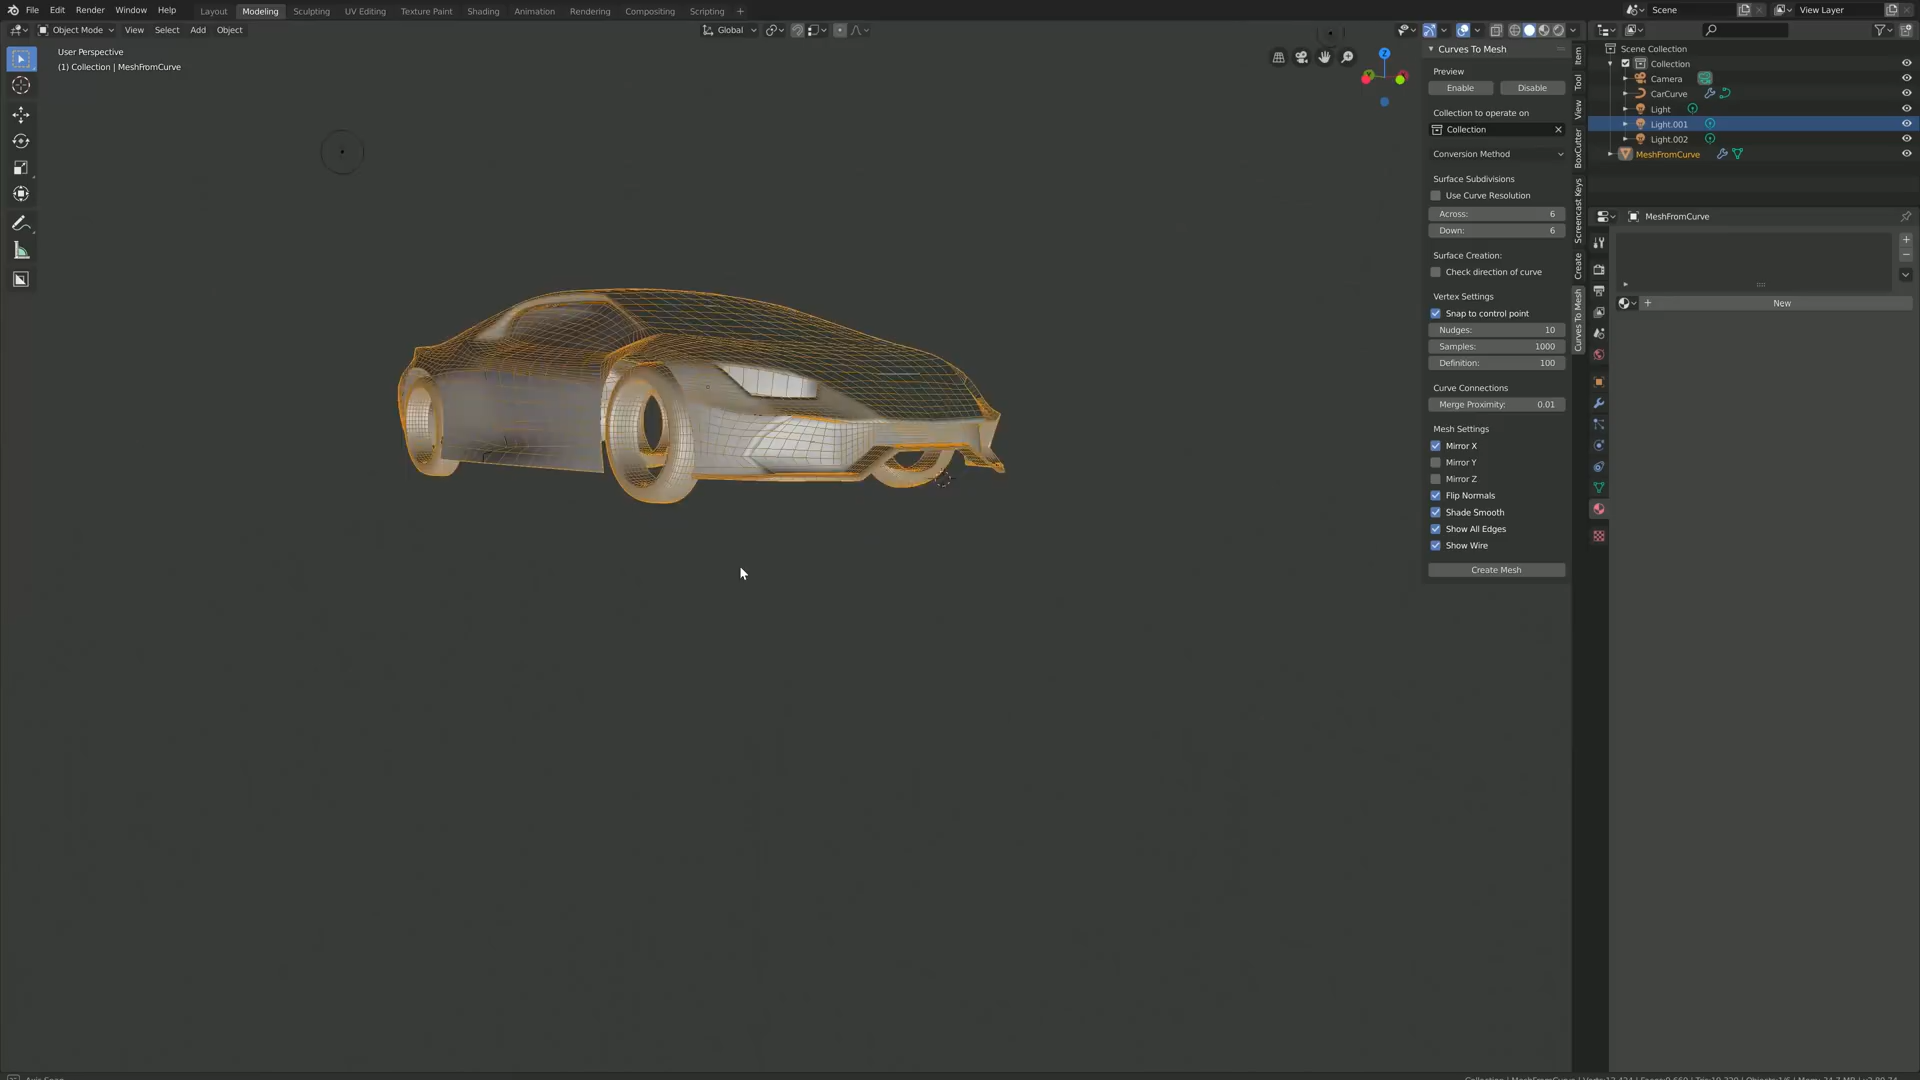 File Edit Render Window Help Layout Modeling Sculpting UV Editing Texture Paint Shading Animation Rendering Compositing Scripting + Scene View Layer
Object Mode View Select Add Object Global
User Perspective
(1) Collection | MeshFromCurve
Curves To Mesh
Preview
Enable Disable
Collection to operate on
Collection
Conversion Method
Surface Subdivisions
Use Curve Resolution
Across: 6
Down: 6
Surface Creation:
Check direction of curve
Vertex Settings
Snap to control point
Nudges: 10
Samples: 1000
Definition: 100
Curve Connections
Merge Proximity: 0.01
Mesh Settings
Mirror X
Mirror Y
Mirror Z
Flip Normals
Shade Smooth
Show All Edges
Show Wire
Create Mesh
Item
Tool
View
BoxCutter
Screencast Keys
Create
Curves To Mesh
Scene Collection
Collection
Camera
CarCurve
Light
Light.001
Light.002
MeshFromCurve
MeshFromCurve
New